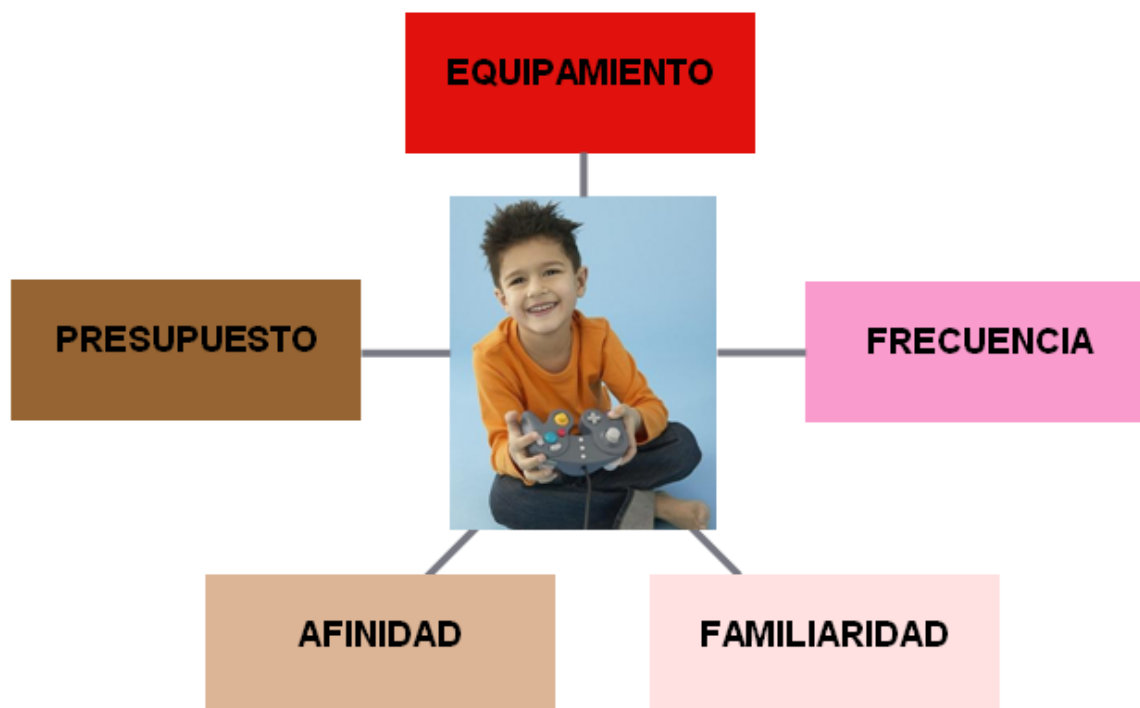 EQUIPAMIENTO
PRESUPUESTO
FRECUENCIA
AFINIDAD
FAMILIARIDAD